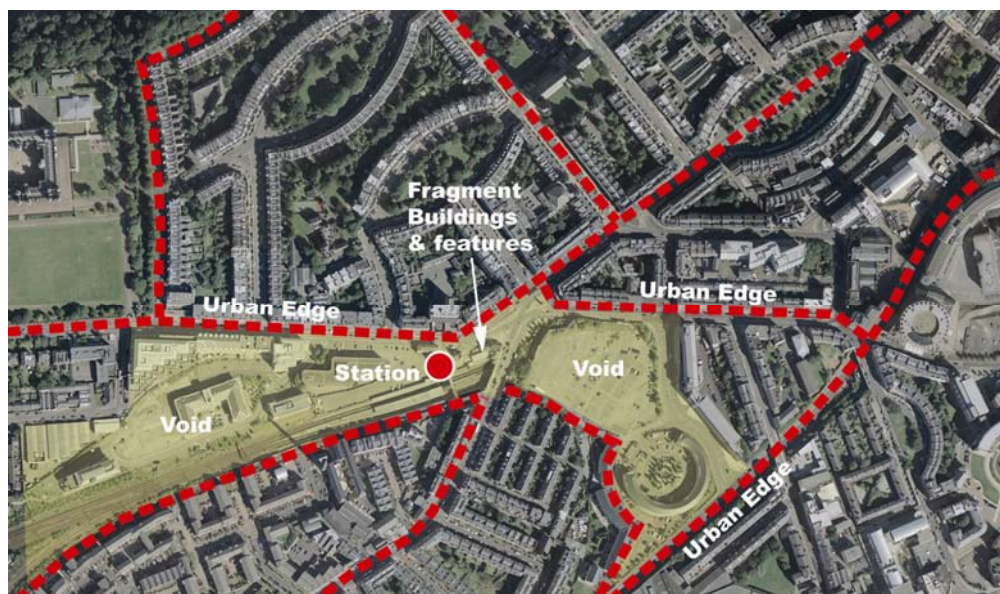 Fragment
Buildings
& features
Urban Edge
Urban Edge
Station
Void
Void
Urban Edge